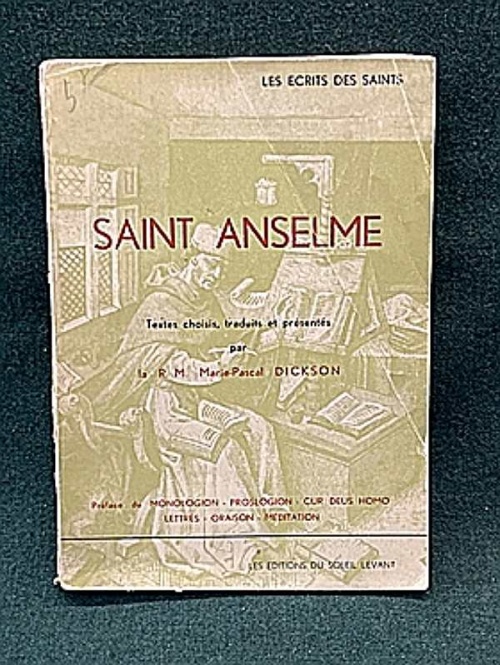 5
LES ECRITS DES SAINTS
SAINT ANSELME
Textes choisis, traduits et présentés
par
la R. M. Marie-Pascal DICKSON
Préface du MONOLOGION - PROSLOGION - CUR DEUS HOMO
LETTRES - ORAISON - MEDITATION
LES EDITIONS DU SOLEIL LEVANT